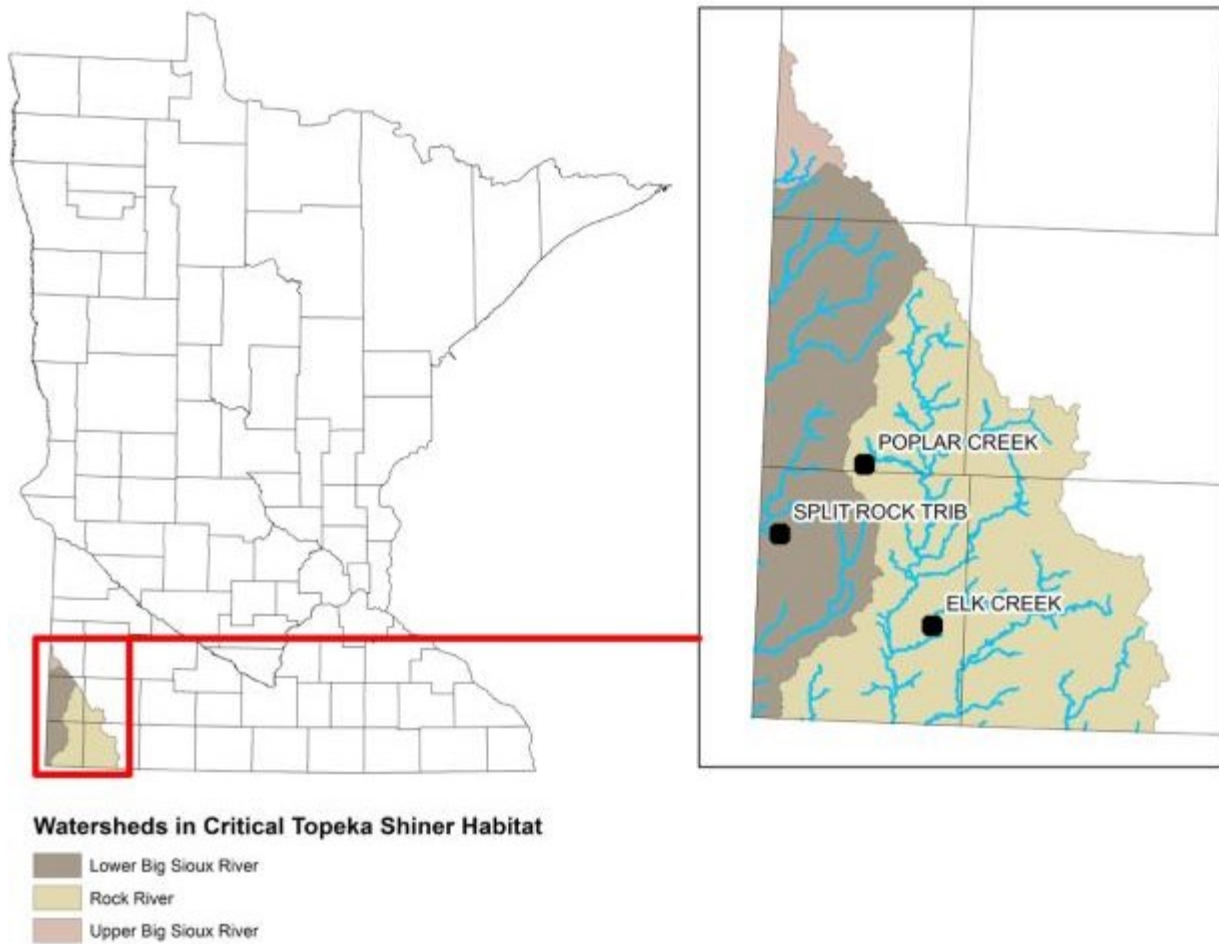 POPLAR CREEK
SPLIT ROCK TRIB
ELK CREEK
Watersheds in Critical Topeka Shiner Habitat
Lower Big Sioux River
Rock River
Upper Big Sioux River